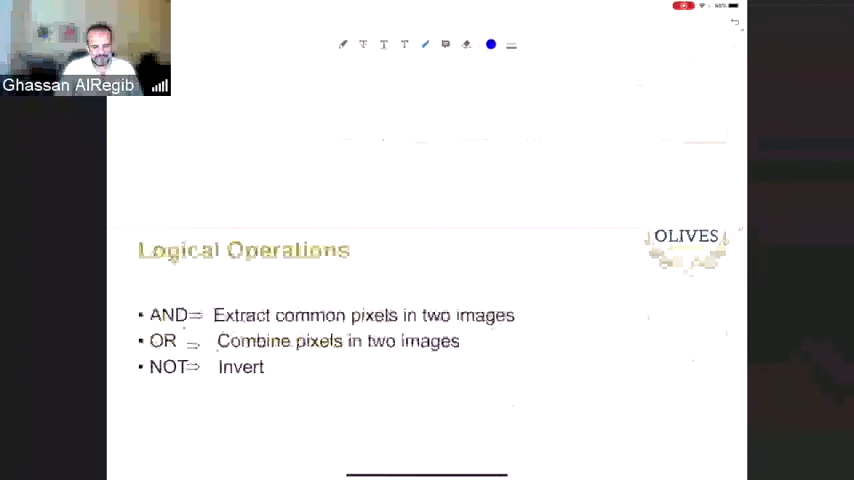 Ghassan AlRegib
Logical Operations
OLIVES
• AND⇒ Extract common pixels in two images
• OR ⇒ Combine pixels in two images
• NOT⇒ Invert